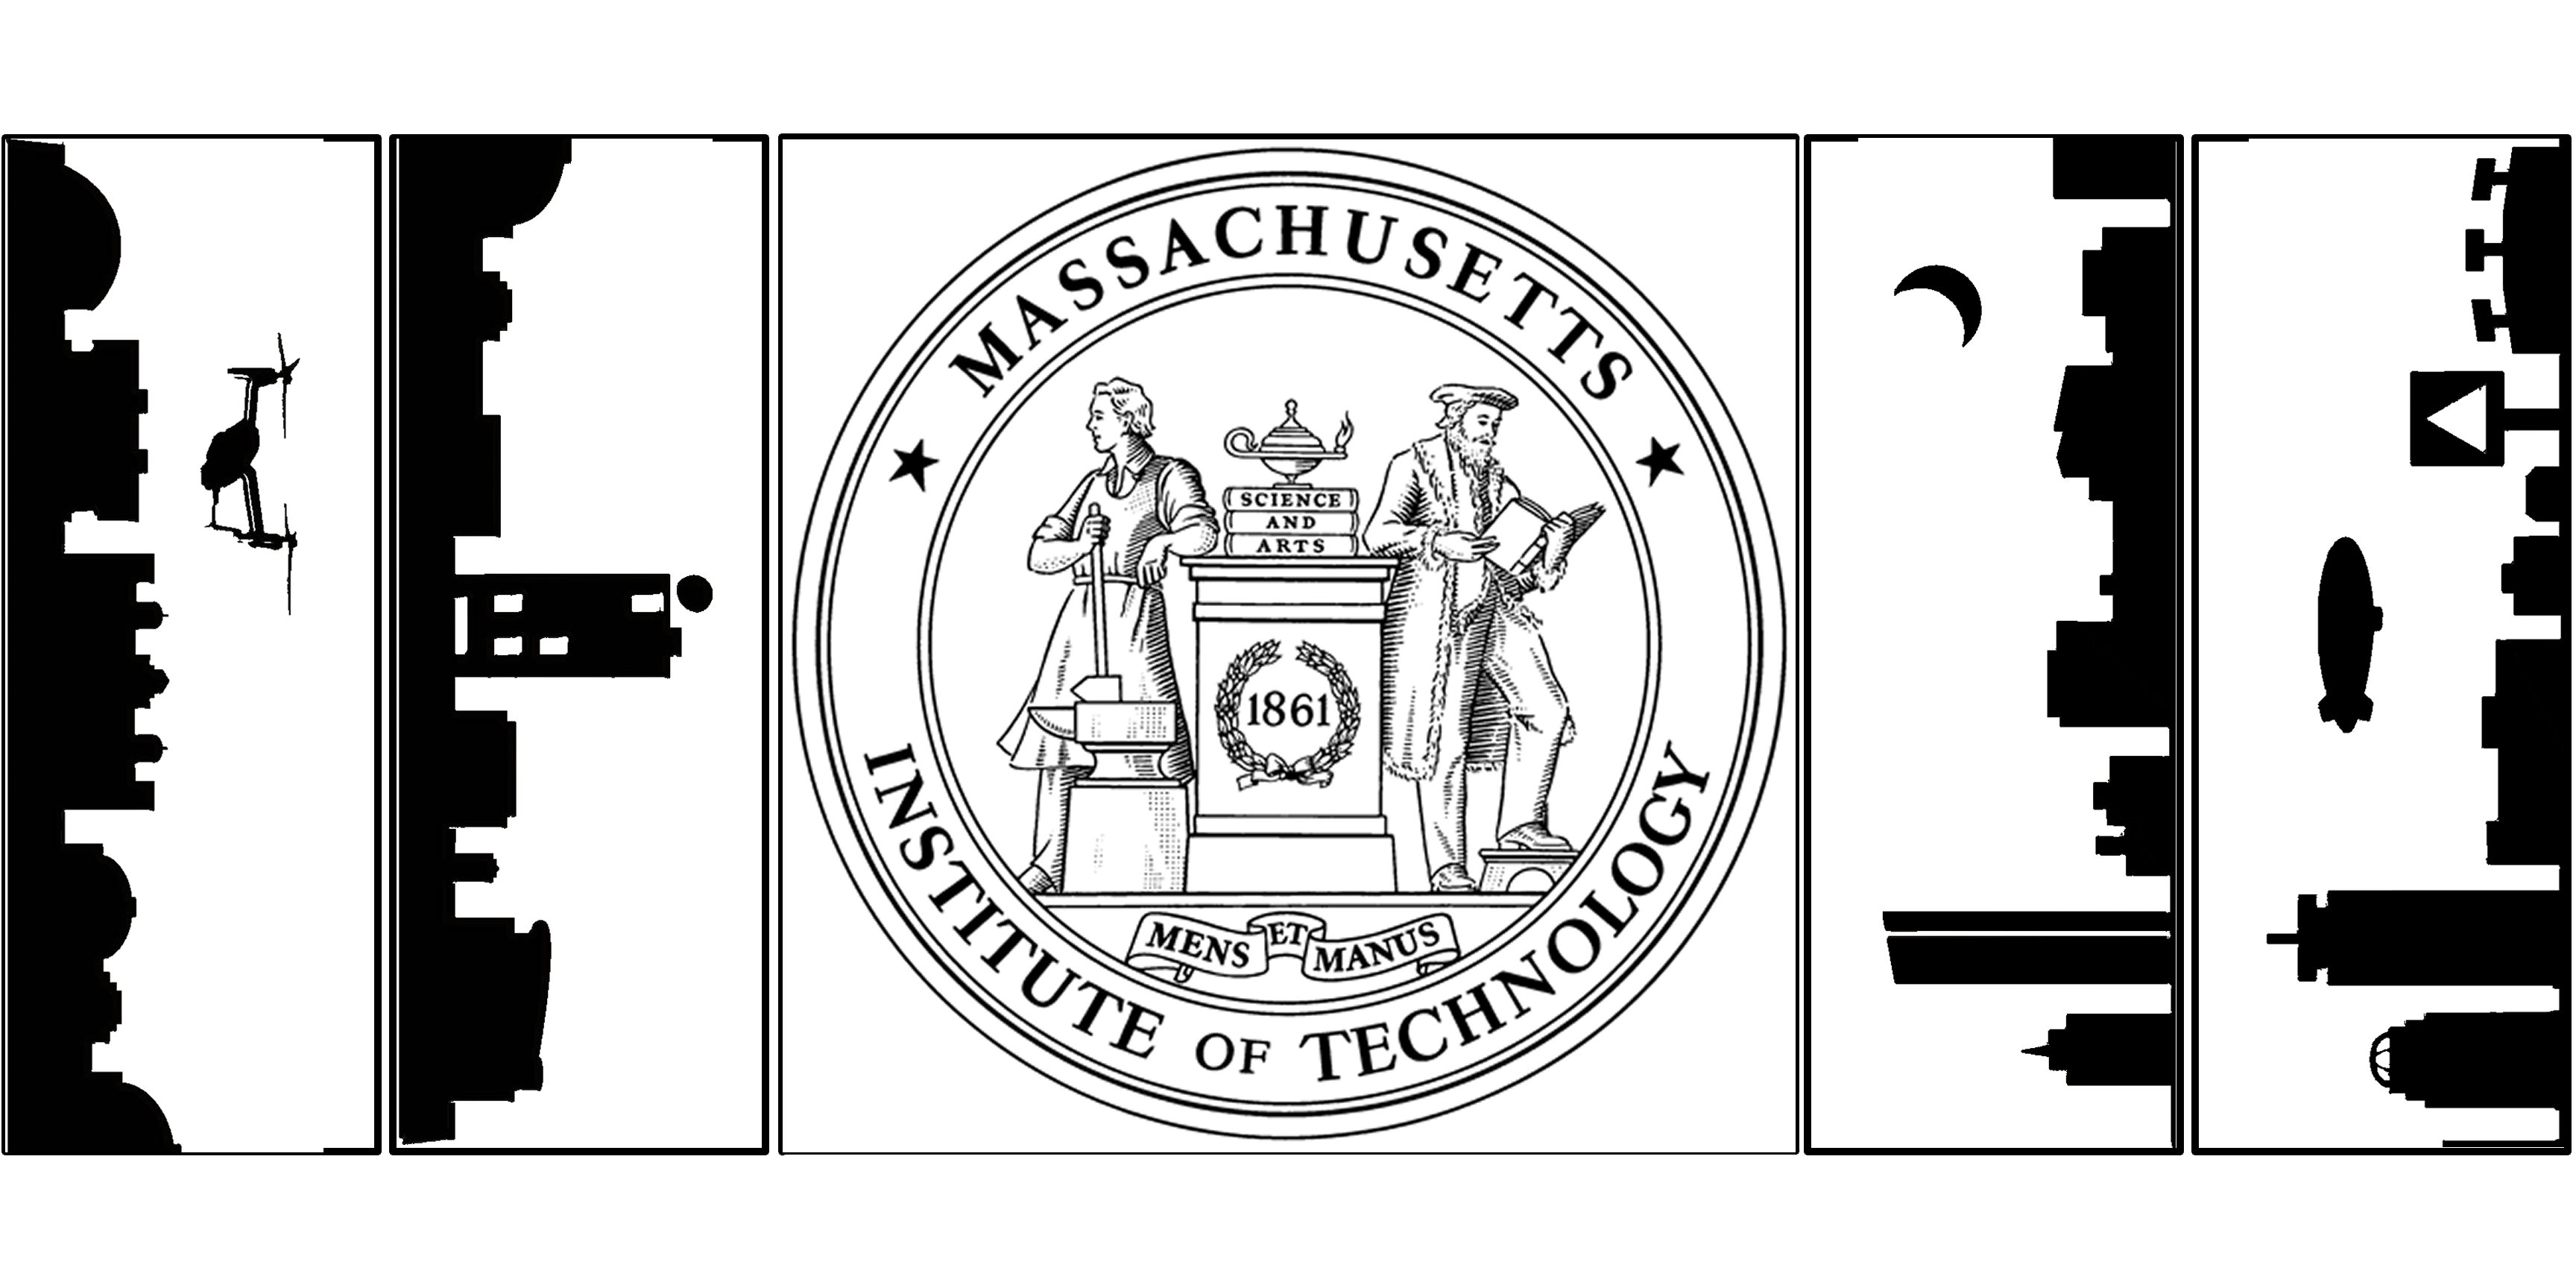 MASSACHUSETTS
SCIENCE
AND
ARTS
1861
MENS ET MANUS
INSTITUTE OF TECHNOLOGY